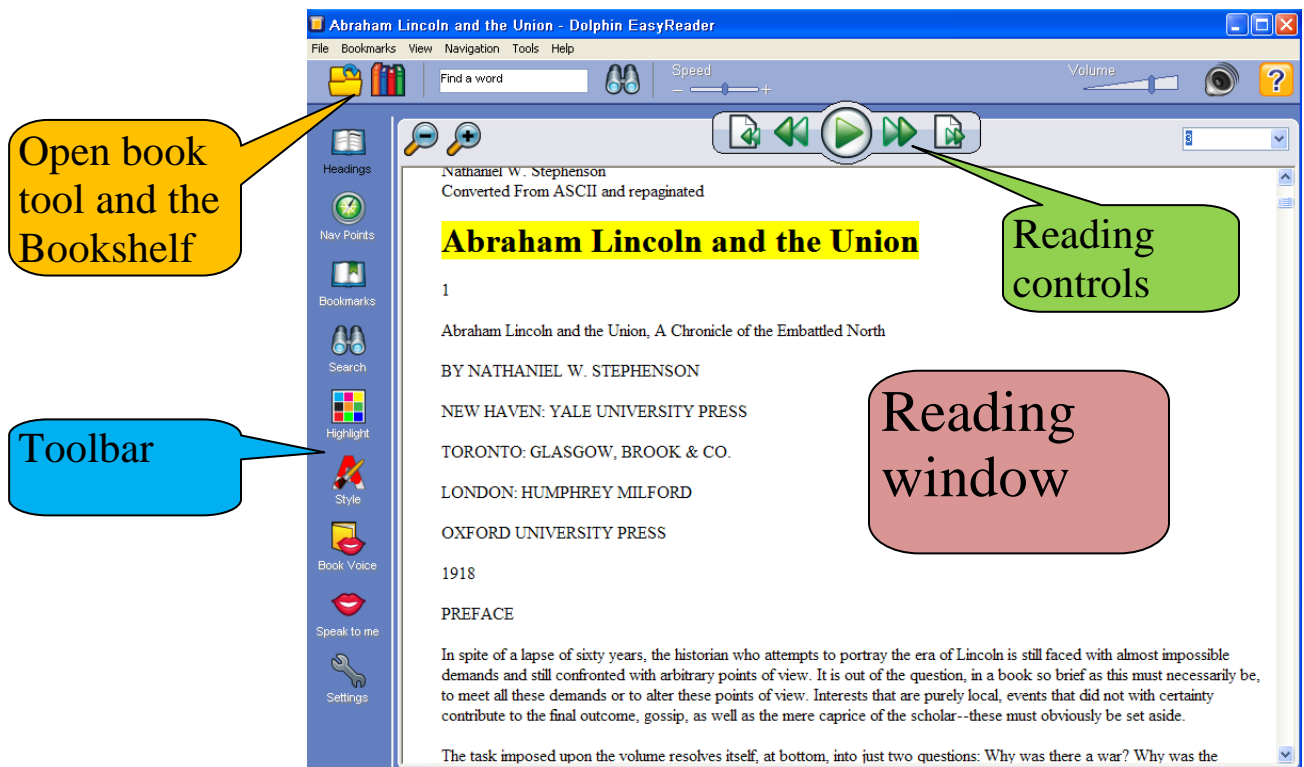 Abraham Lincoln and the Union - Dolphin EasyReader
File Bookmarks View Navigation Tools Help
Find a word
Speed
- +
Volume
?
Open book
tool and the
Bookshelf
Toolbar
Headings
Nav Points
Bookmarks
Search
Highlight
Style
Book Voice
Speak to me
Settings
3
Reading
controls
Reading
window
Nathaniel W. Stephenson
Converted From ASCII and repaginated
Abraham Lincoln and the Union
1
Abraham Lincoln and the Union, A Chronicle of the Embattled North
BY NATHANIEL W. STEPHENSON
NEW HAVEN: YALE UNIVERSITY PRESS
TORONTO: GLASGOW, BROOK & CO.
LONDON: HUMPHREY MILFORD
OXFORD UNIVERSITY PRESS
1918
PREFACE
In spite of a lapse of sixty years, the historian who attempts to portray the era of Lincoln is still faced with almost impossible
demands and still confronted with arbitrary points of view. It is out of the question, in a book so brief as this must necessarily be,
to meet all these demands or to alter these points of view. Interests that are purely local, events that did not with certainty
contribute to the final outcome, gossip, as well as the mere caprice of the scholar--these must obviously be set aside.
The task imposed upon the volume resolves itself, at bottom, into just two questions: Why was there a war? Why was the